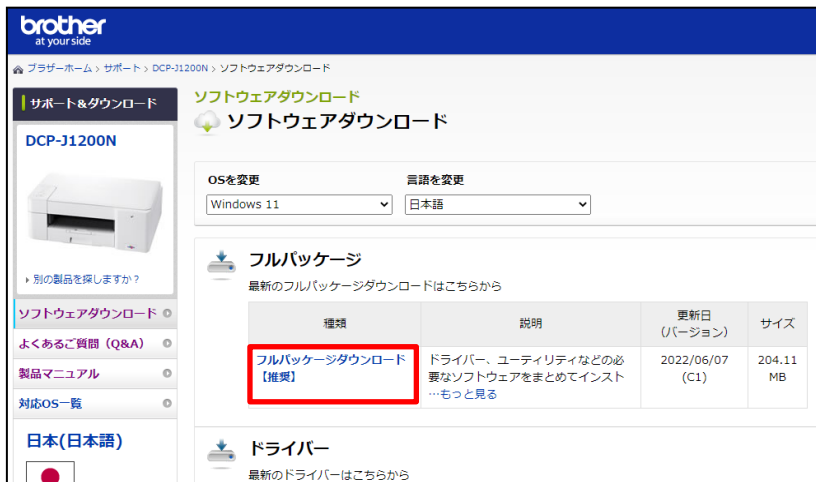 brother
at your side
ブラザーホーム > サポート > DCP-J1200N > ソフトウェアダウンロード
サポート&ダウンロード
DCP-J1200N
別の製品を探しますか?
ソフトウェアダウンロード
よくあるご質問(Q&A)
製品マニュアル
対応OS一覧
日本(日本語)
ソフトウェアダウンロード
ソフトウェアダウンロード
OSを変更 言語を変更
Windows 11 日本語
フルパッケージ
最新のフルパッケージダウンロードはこちらから
種類 説明 更新日 サイズ
(バージョン)
フルパッケージダウンロード ドライバー、ユーティリティなどの必 2022/06/07 204.11
【推奨】 要なソフトウェアをまとめてインスト (C1) MB
…もっと見る
ドライバー
最新のドライバーはこちらから